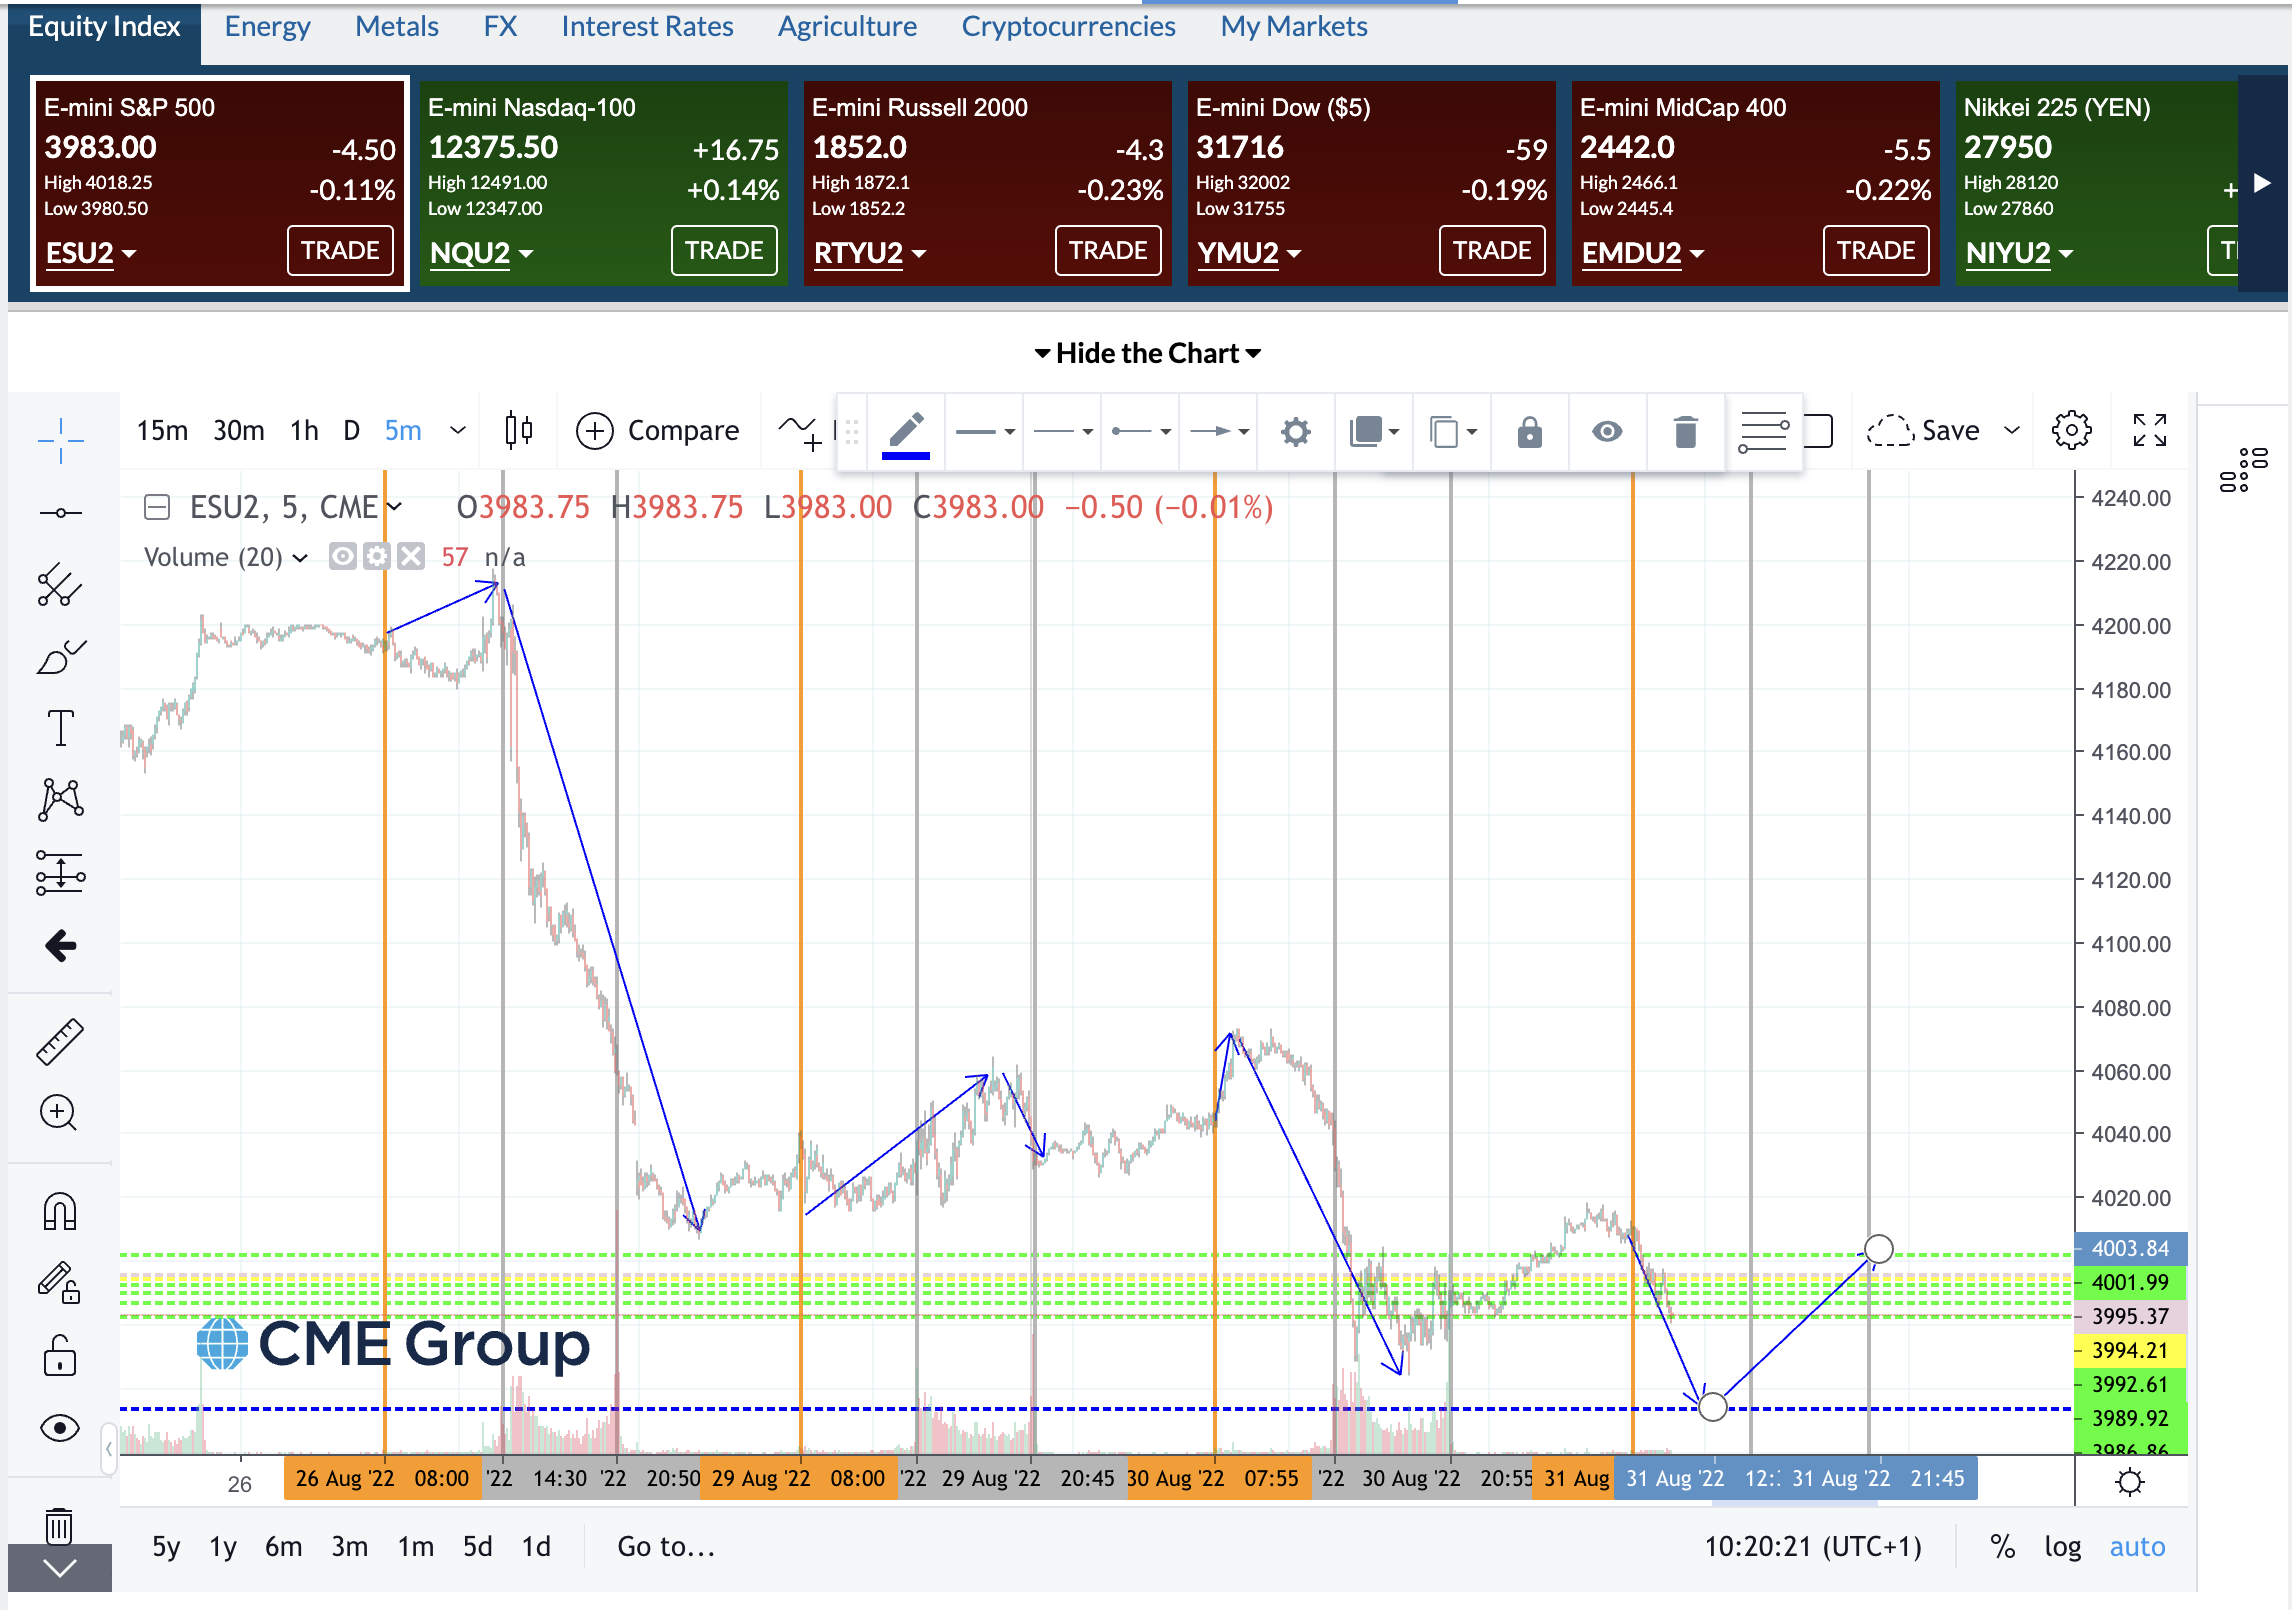 Equity Index Energy Metals FX Interest Rates Agriculture Cryptocurrencies My Markets
E-mini S&P 500
3983.00 -4.50
High 4018.25 -0.11%
Low 3980.50
ESU2 TRADE
E-mini Nasdaq-100
12375.50 +16.75
High 12491.00 +0.14%
Low 12347.00
NQU2 TRADE
E-mini Russell 2000
1852.0 -4.3
High 1872.1 -0.23%
Low 1852.2
RTYU2 TRADE
E-mini Dow ($5)
31716 -59
High 32002 -0.19%
Low 31755
YMU2 TRADE
E-mini MidCap 400
2442.0 -5.5
High 2466.1 -0.22%
Low 2445.4
EMDU2 TRADE
Nikkei 225 (YEN)
27950
High 28120 +
Low 27860
NIYU2
Hide the Chart
15m 30m 1h D 5m Compare Save
ESU2, 5, CME O3983.75 H3983.75 L3983.00 C3983.00 −0.50 (−0.01%)
Volume (20) 57 n/a
4240.00
4220.00
4200.00
4180.00
4160.00
4140.00
4120.00
4100.00
4080.00
4060.00
4040.00
4020.00
4003.84
4001.99
3995.37
3994.21
3992.61
3989.92
3986.86
CME Group
26 26 Aug '22 08:00 '22 14:30 '22 20:50 29 Aug '22 08:00 '22 29 Aug '22 20:45 30 Aug '22 07:55 '22 30 Aug '22 20:55 31 Aug 31 Aug '22 12: 31 Aug '22 21:45
5y 1y 6m 3m 1m 5d 1d Go to... 10:20:21 (UTC+1) % log auto